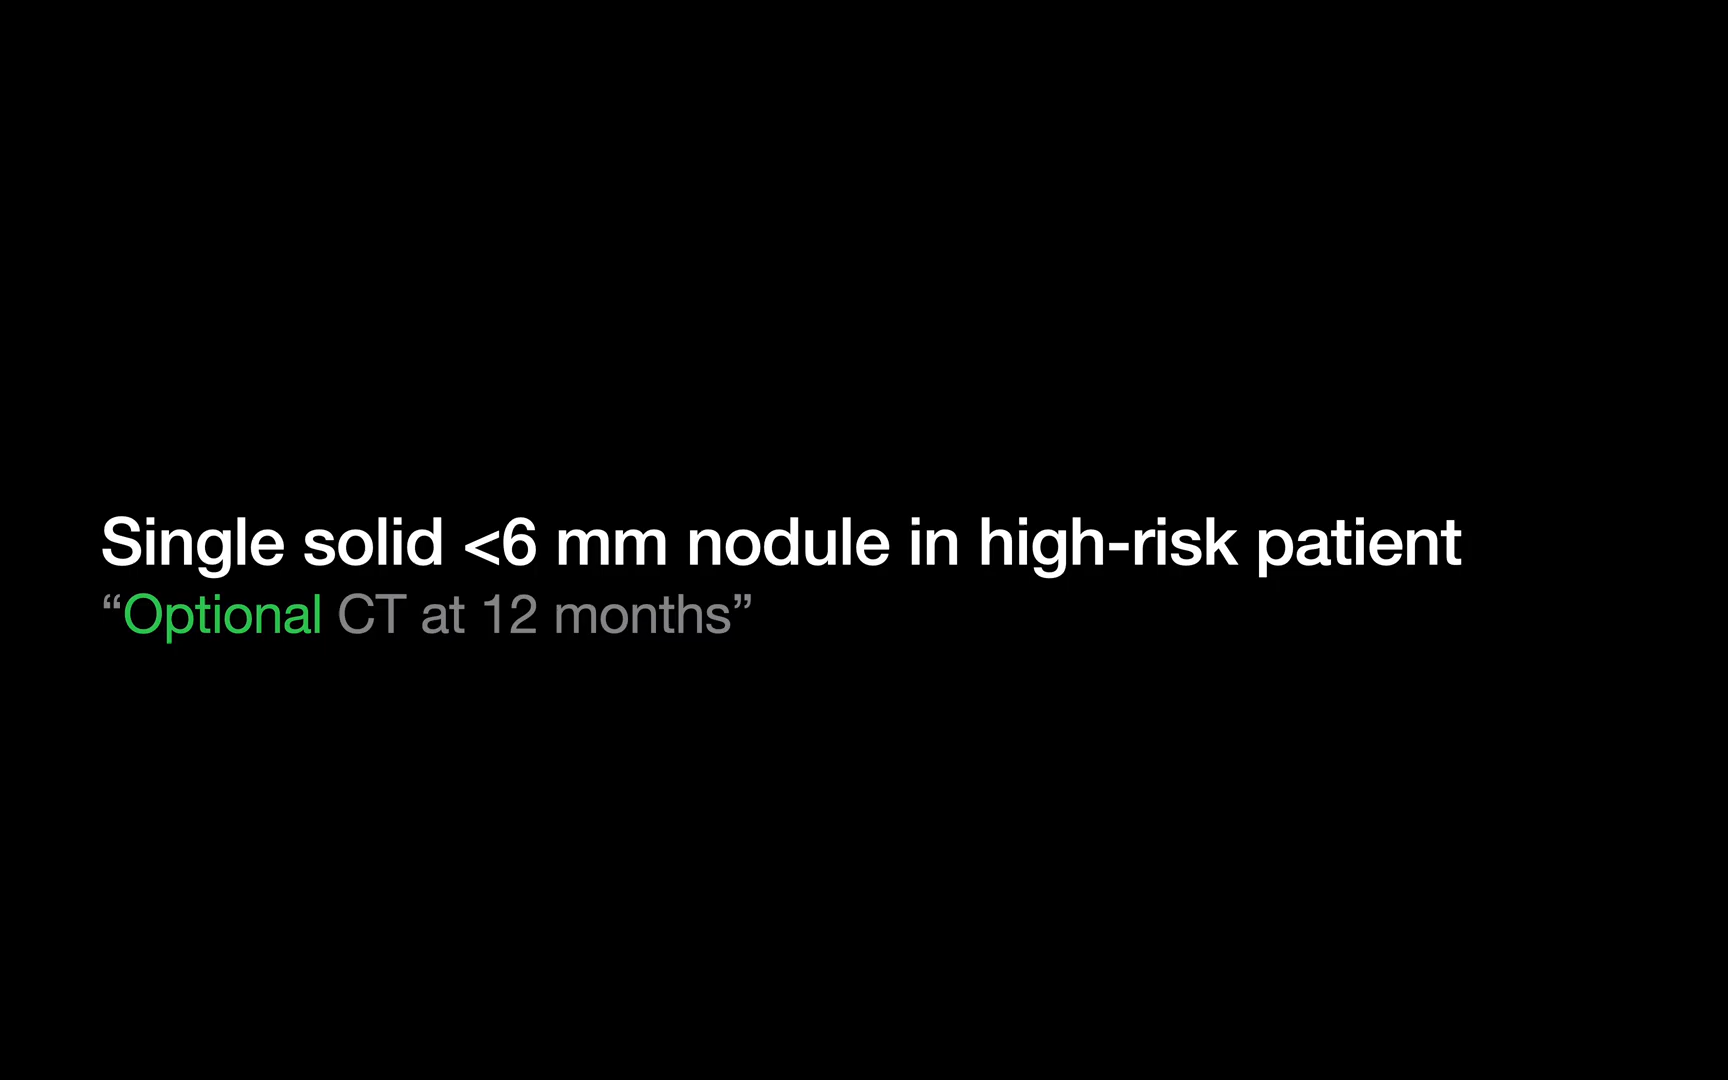 Single solid <6 mm nodule in high-risk patient
“Optional CT at 12 months”